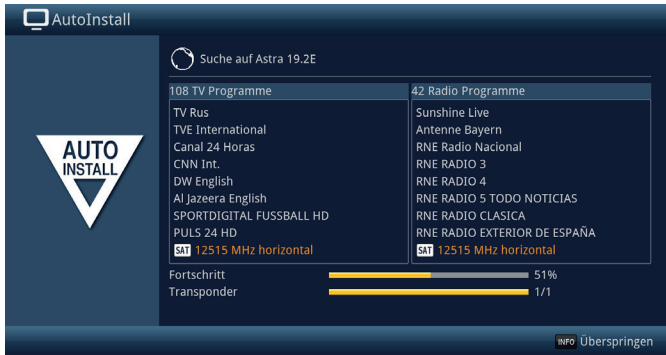 AutoInstall
Suche auf Astra 19.2E
108 TV Programme
TV Rus
TVE International
Canal 24 Horas
CNN Int.
DW English
Al Jazeera English
SPORTDIGITAL FUSSBALL HD
PULS 24 HD
SAT 12515 MHz horizontal
42 Radio Programme
Sunshine Live
Antenne Bayern
RNE Radio Nacional
RNE RADIO 3
RNE RADIO 4
RNE RADIO 5 TODO NOTICIAS
RNE RADIO CLASICA
RNE RADIO EXTERIOR DE ESPAÑA
SAT 12515 MHz horizontal
AUTO
INSTALL
Fortschritt 51%
Transponder 1/1
INFO Überspringen